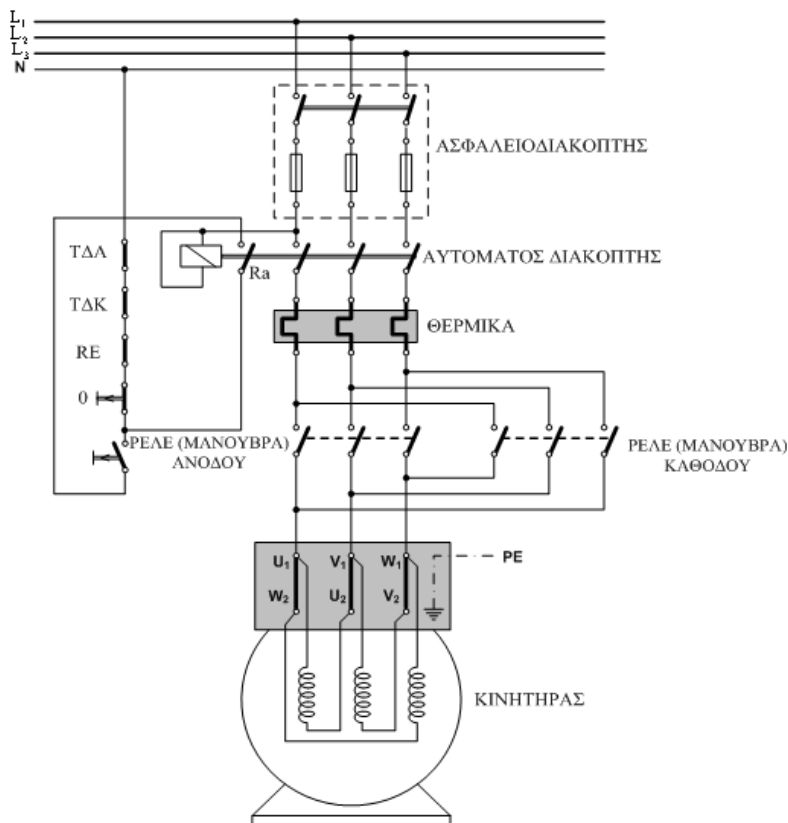 L₁
L₂
L₃
N
ΑΣΦΑΛΕΙΟΔΙΑΚΟΠΤΗΣ
ΤΔΑ
Ra
ΑΥΤΟΜΑΤΟΣ ΔΙΑΚΟΠΤΗΣ
ΤΔΚ
ΘΕΡΜΙΚΑ
RE
0
ΡΕΛΕ (ΜΑΝΟΥΒΡΑ)
ΑΝΟΔΟΥ
ΡΕΛΕ (ΜΑΝΟΥΒΡΑ)
ΚΑΘΟΔΟΥ
U₁ V₁ W₁
PE
W₂ U₂ V₂
ΚΙΝΗΤΗΡΑΣ